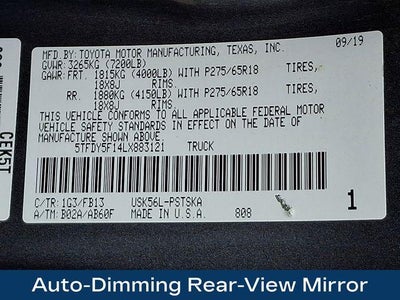 MFD.BY: TOYOTA MOTOR MANUFACTURING, TEXAS, INC. 09/19
GVWR: 3265KG (7200LB)
GAWR: FRT. 1815KG (4000LB) WITH P275/65R18 TIRES,
18X8J RIMS
RR. 1880KG (4150LB) WITH P275/65R18 TIRES,
18X8J RIMS
THIS VEHICLE CONFORMS TO ALL APPLICABLE FEDERAL MOTOR
VEHICLE SAFETY STANDARDS IN EFFECT ON THE DATE OF
MANUFACTURE SHOWN ABOVE.
5TFDY5F14LX883121 TRUCK
C/TR: 1G3/FB13 USK56L-PSTSKA
A/TM: B02A/AB60F MADE IN U.S.A. 808 1
CEK5T
Auto-Dimming Rear-View Mirror